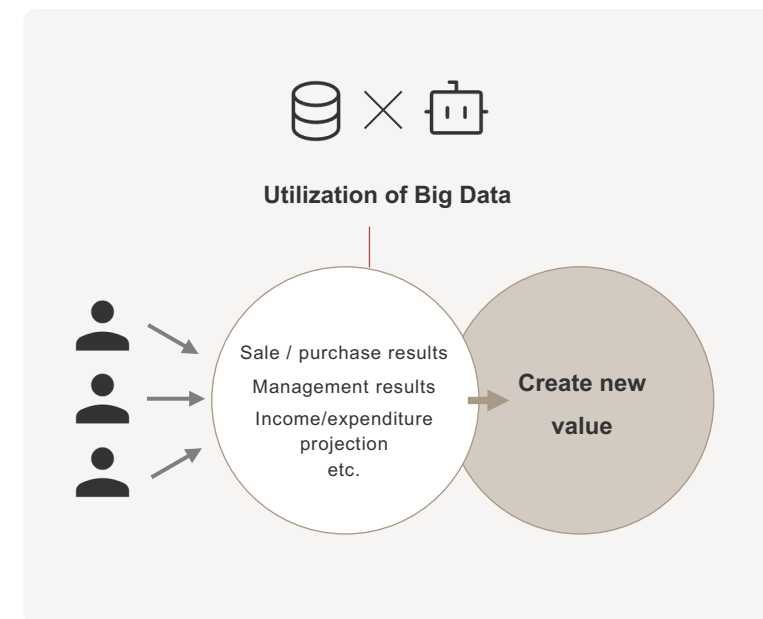 Utilization of Big Data
Sale / purchase results
Management results
Income/expenditure
projection
etc.
Create new
value